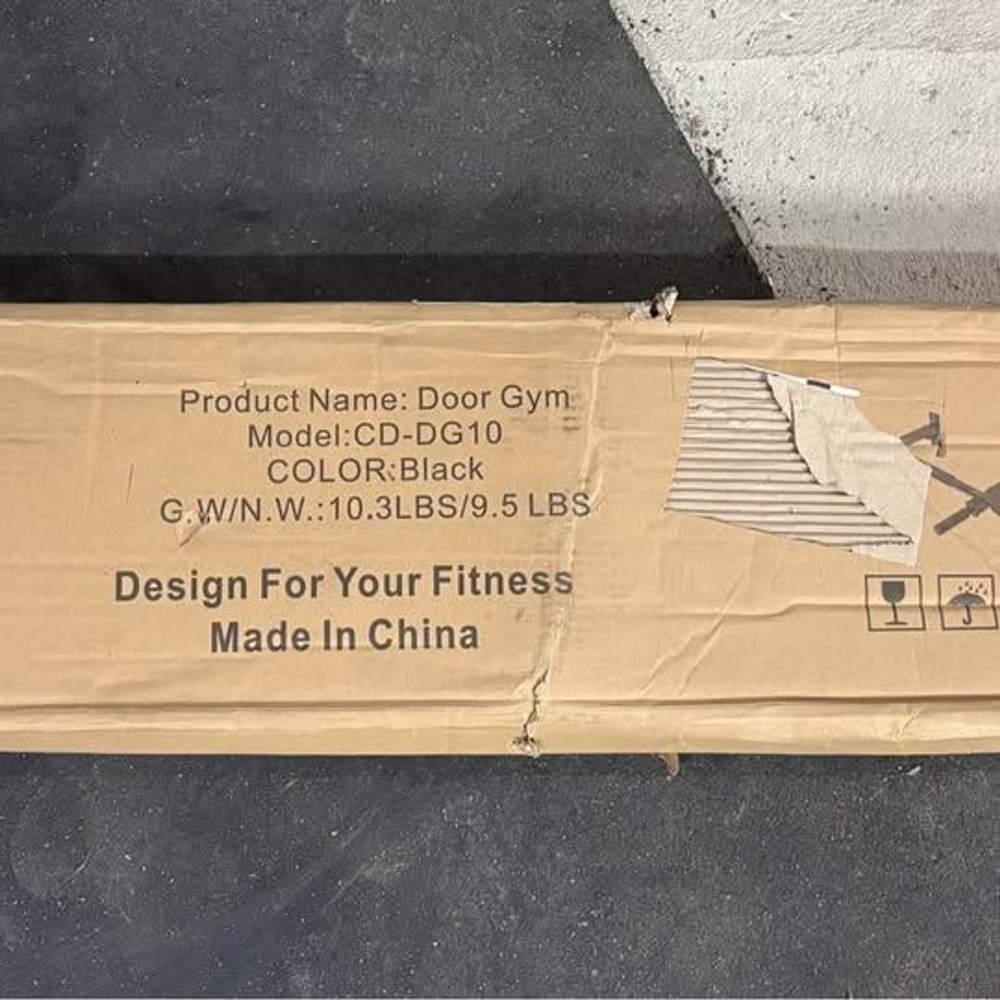 Product Name: Door Gym
Model:CD-DG10
COLOR:Black
G.W/N.W.:10.3LBS/9.5 LBS
Design For Your Fitness
Made In China